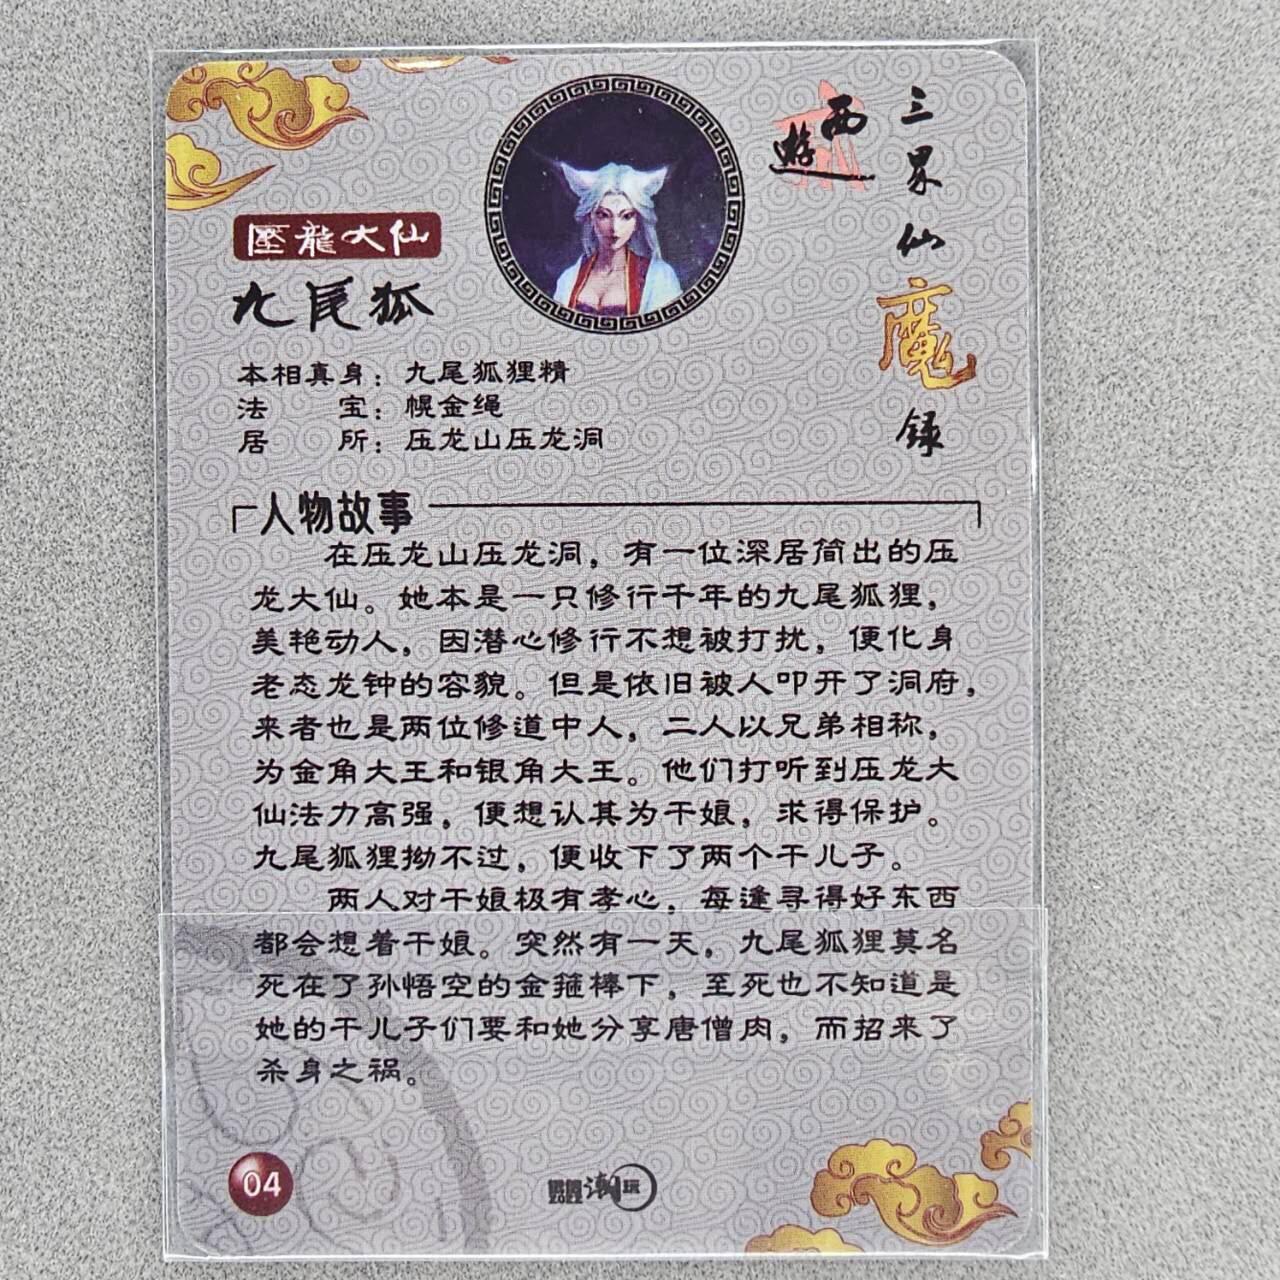 西遊
三界仙魔録
壓龍大仙
九尾狐
本相真身：九尾狐狸精
法 宝：幌金绳
居 所：压龙山压龙洞
人物故事
在压龙山压龙洞，有一位深居简出的压
龙大仙。她本是一只修行千年的九尾狐狸，
美艳动人，因潜心修行不想被打扰，便化身
老态龙钟的容貌。但是依旧被人叩开了洞府，
来者也是两位修道中人，二人以兄弟相称，
为金角大王和银角大王。他们打听到压龙大
仙法力高强，便想认其为干娘，求得保护。
九尾狐狸拗不过，便收下了两个干儿子。
两人对干娘极有孝心，每逢寻得好东西
都会想着干娘。突然有一天，九尾狐狸莫名
死在了孙悟空的金箍棒下，至死也不知道是
她的干儿子们要和她分享唐僧肉，而招来了
杀身之祸。
04
潮玩